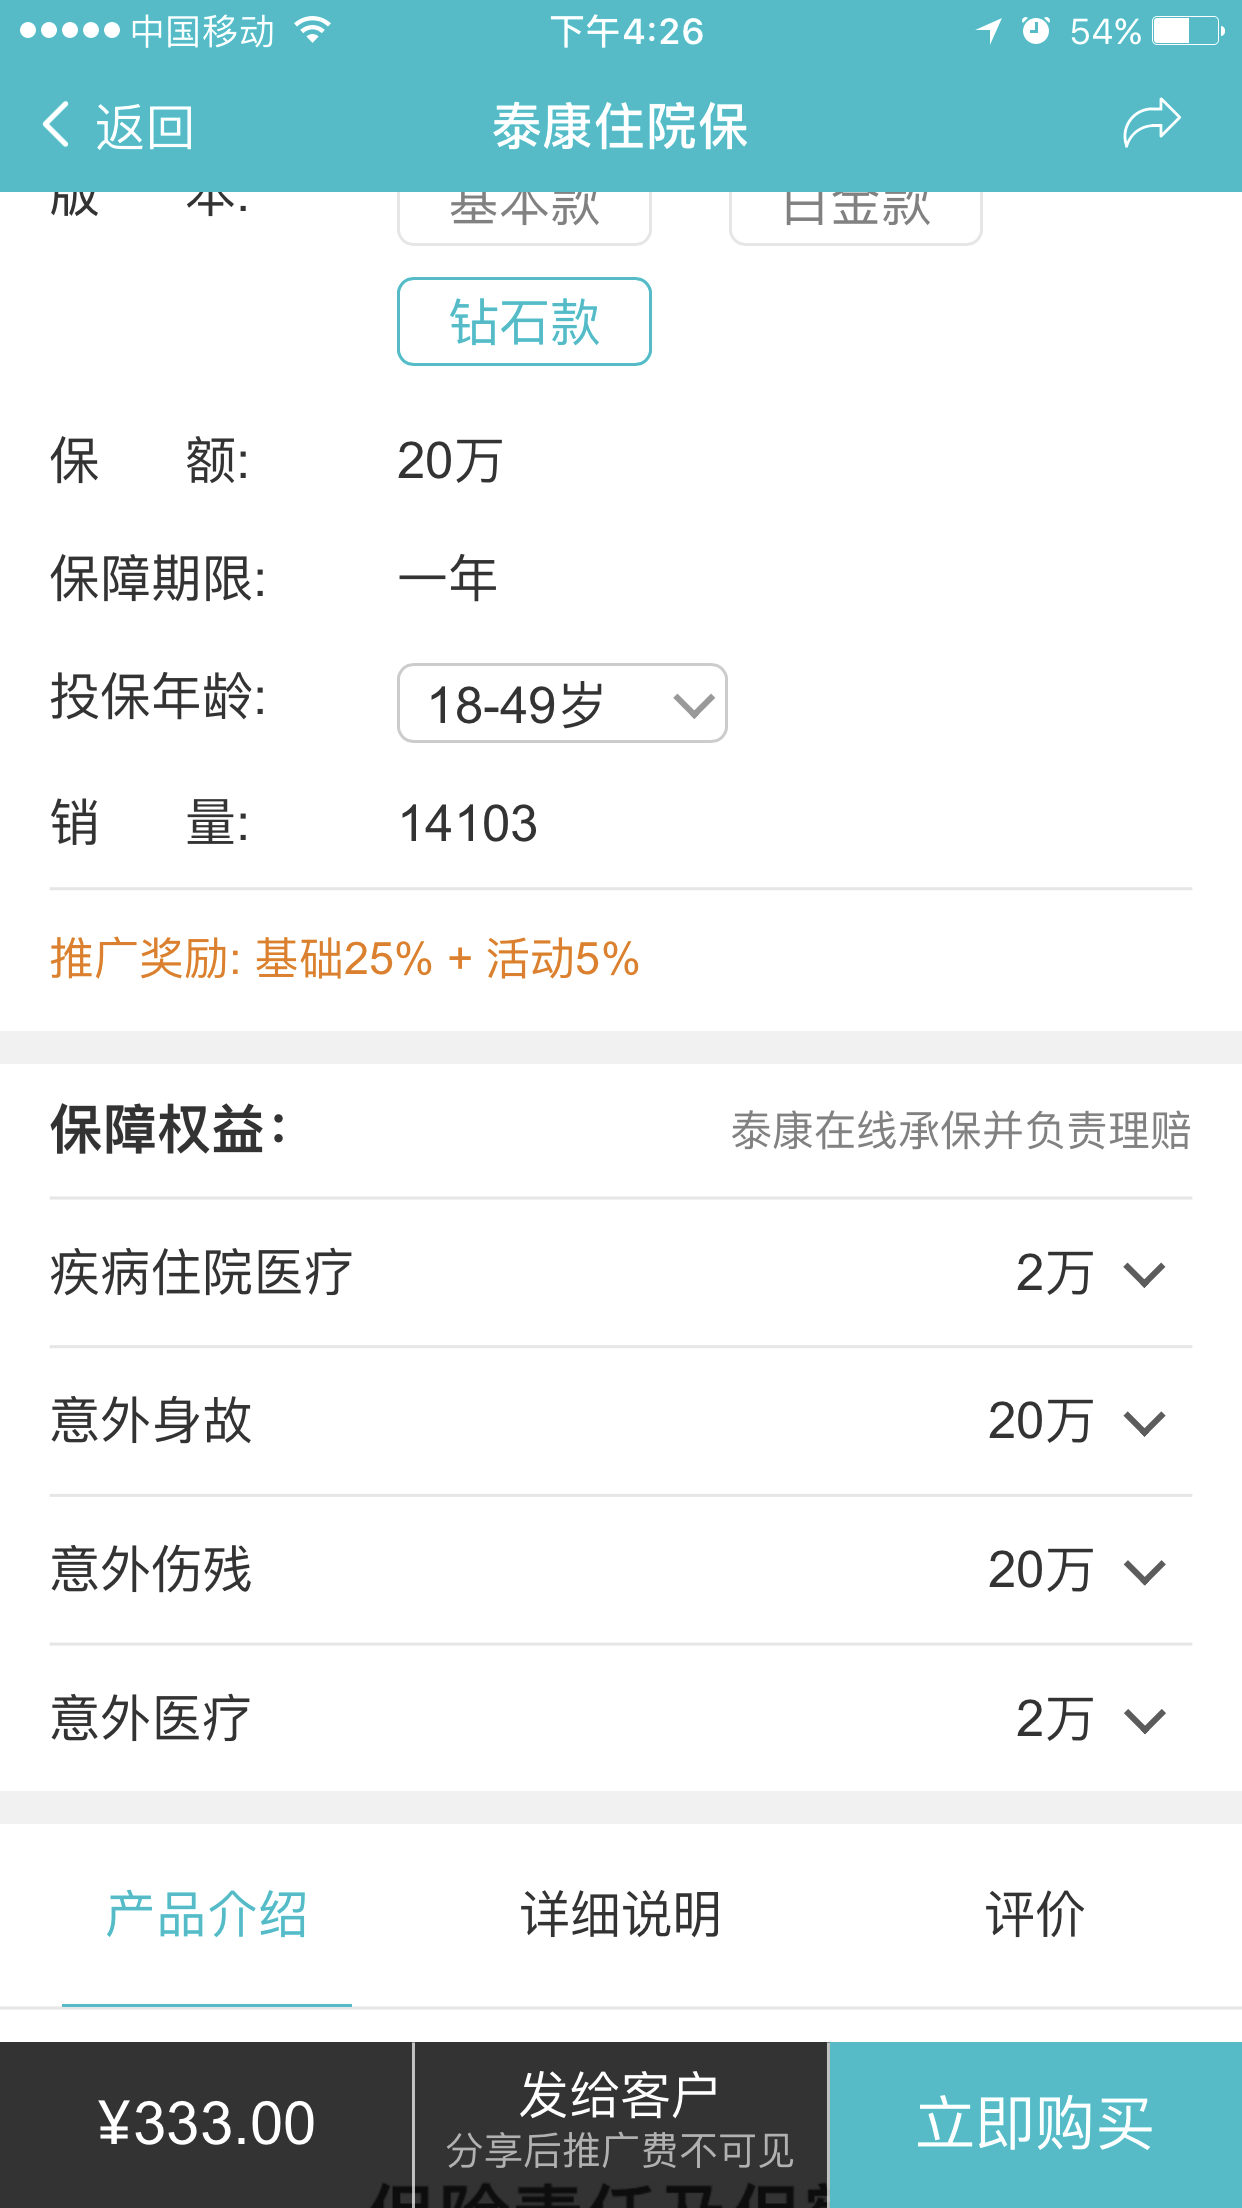 中国移动 下午4:26 54%
返回 泰康住院保
版 本: 基本款 白金款
钻石款
保 额: 20万
保障期限: 一年
投保年龄: 18-49岁
销 量: 14103
推广奖励: 基础25% + 活动5%
保障权益: 泰康在线承保并负责理赔
疾病住院医疗 2万
意外身故 20万
意外伤残 20万
意外医疗 2万
产品介绍 详细说明 评价
¥333.00 发给客户 立即购买
分享后推广费不可见